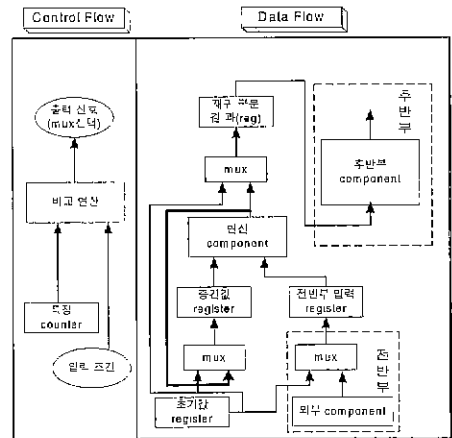 Control Flow
Data Flow
출력 신호
(mux선택)
비교 연산
특정
counter
입력 조건
재구 부분
결 과(reg)
mux
핵심
component
중간값
register
전반부 입력
register
mux
mux
초기값
register
외부 component
전
반
부
후반부
component
후
반
부